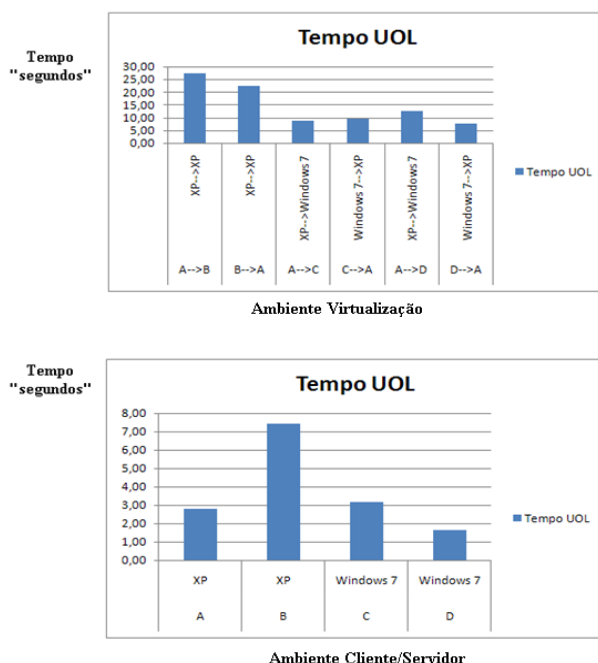 Tempo UOL
Tempo
"segundos"
30,00
25,00
20,00
15,00
10,00
5,00
0,00
XP-->XP
XP-->XP
XP-->Windows 7
Windows 7-->XP
XP-->Windows 7
Windows 7-->XP
A-->B B-->A A-->C C-->A A-->D D-->A
Tempo UOL
Ambiente Virtualização
Tempo
"segundos"
Tempo UOL
8,00
7,00
6,00
5,00
4,00
3,00
2,00
1,00
0,00
XP XP Windows 7 Windows 7
A B C D
Tempo UOL
Ambiente Cliente/Servidor